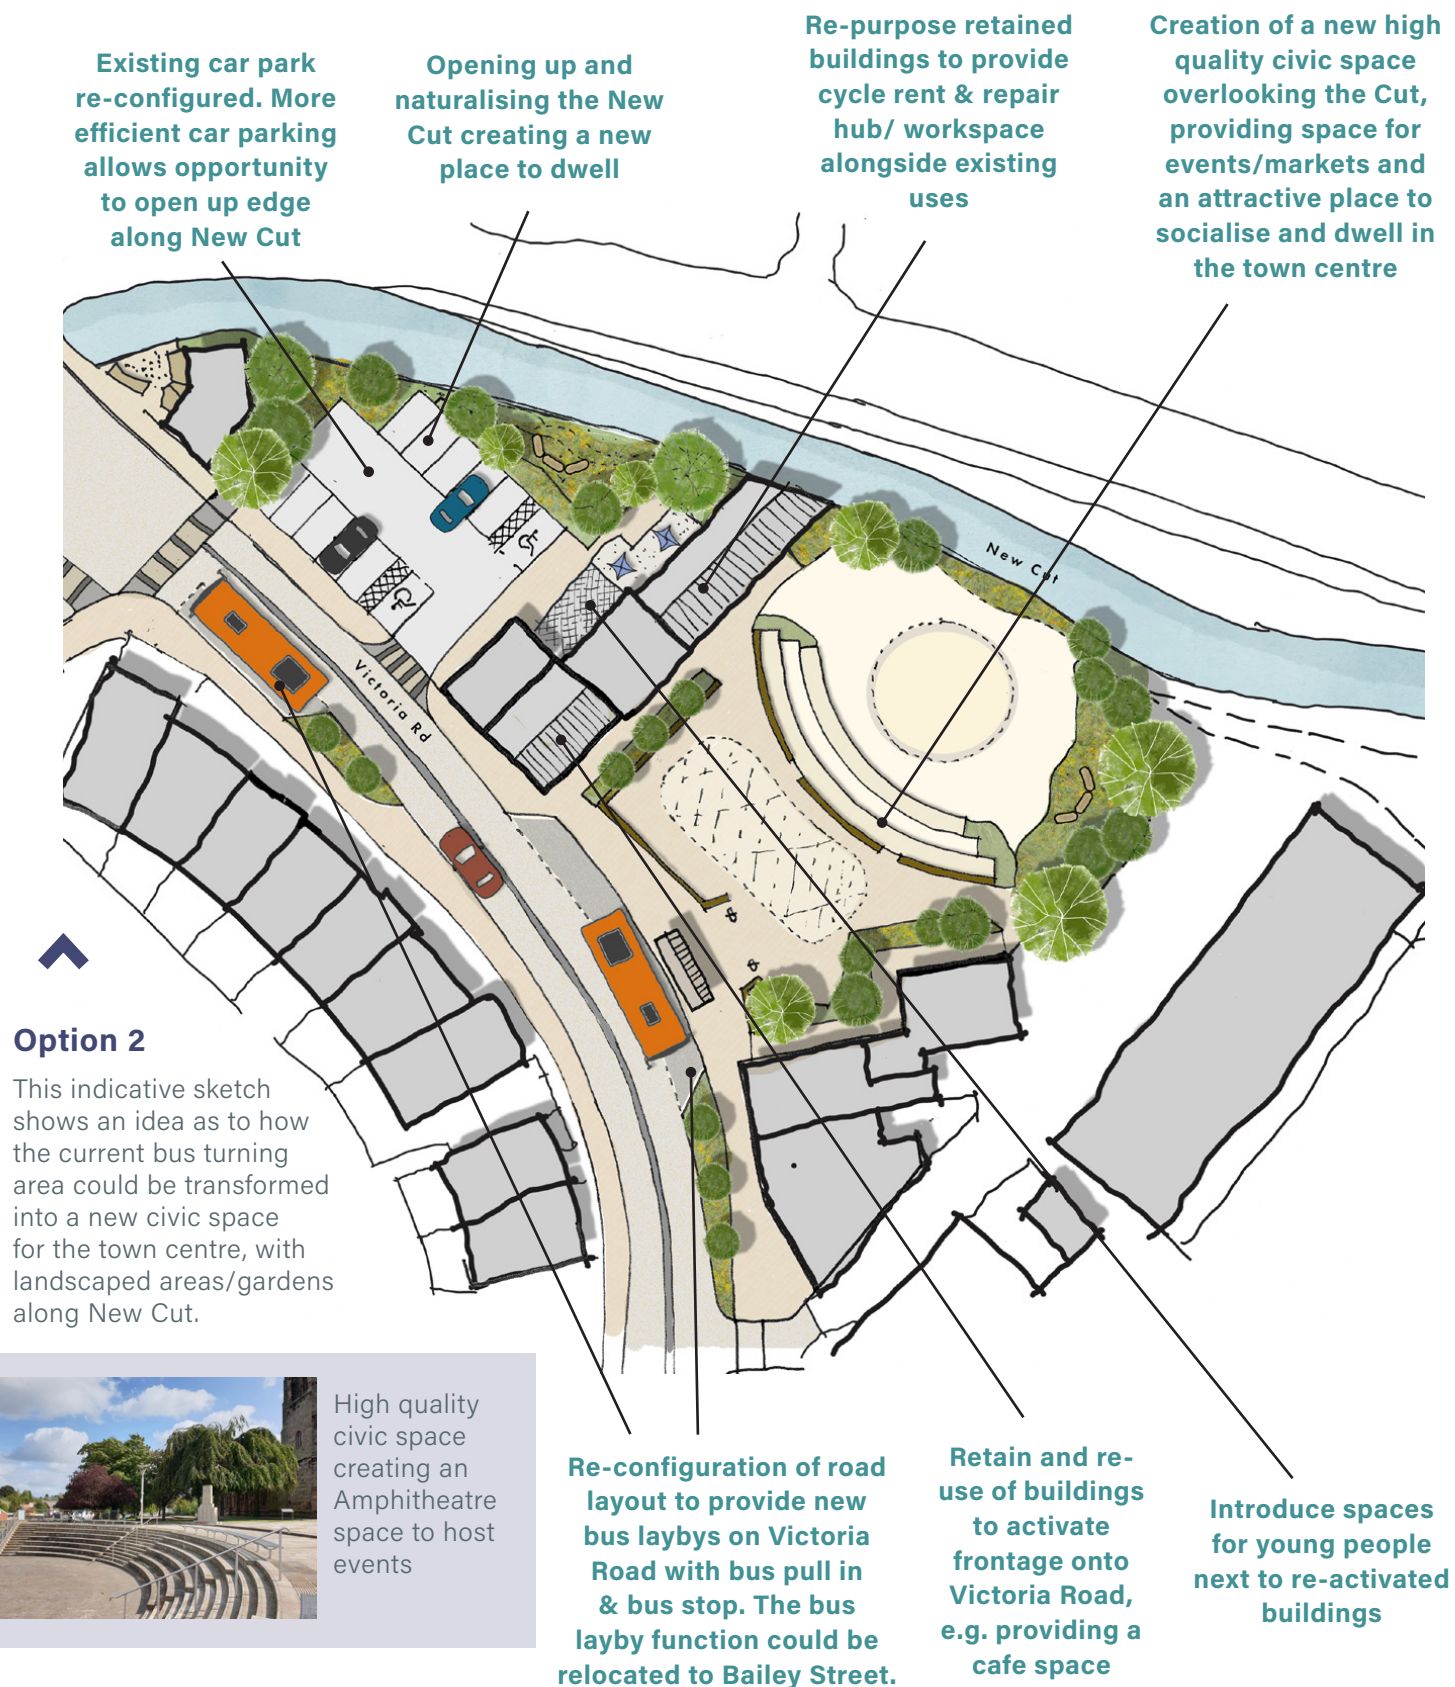 Existing car park
re-configured. More
efficient car parking
allows opportunity
to open up edge
along New Cut
Opening up and
naturalising the New
Cut creating a new
place to dwell
Re-purpose retained
buildings to provide
cycle rent & repair
hub/ workspace
alongside existing
uses
Creation of a new high
quality civic space
overlooking the Cut,
providing space for
events/markets and
an attractive place to
socialise and dwell in
the town centre
New Cut
Victoria Rd
Option 2
This indicative sketch
shows an idea as to how
the current bus turning
area could be transformed
into a new civic space
for the town centre, with
landscaped areas/gardens
along New Cut.
High quality
civic space
creating an
Amphitheatre
space to host
events
Re-configuration of road
layout to provide new
bus laybys on Victoria
Road with bus pull in
& bus stop. The bus
layby function could be
relocated to Bailey Street.
Retain and re-
use of buildings
to activate
frontage onto
Victoria Road,
e.g. providing a
cafe space
Introduce spaces
for young people
next to re-activated
buildings